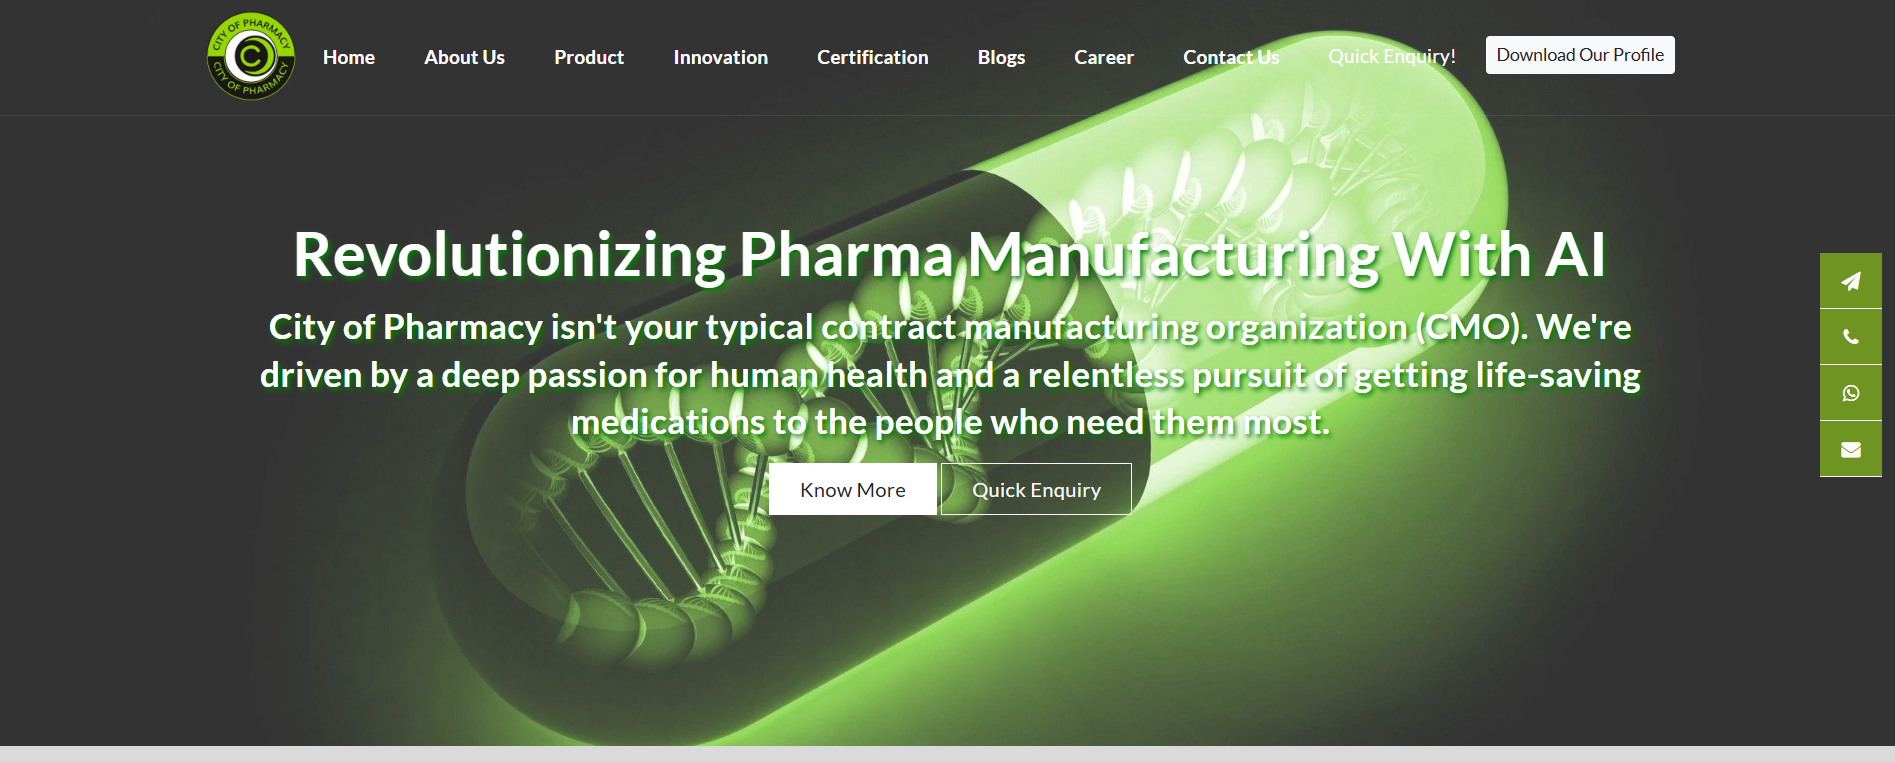 CITY OF PHARMACY
C
CITY OF PHARMACY
Home
About Us
Product
Innovation
Certification
Blogs
Career
Contact Us
Quick Enquiry!
Download Our Profile
Revolutionizing Pharma Manufacturing With AI
City of Pharmacy isn't your typical contract manufacturing organization (CMO). We're
driven by a deep passion for human health and a relentless pursuit of getting life-saving
medications to the people who need them most.
Know More
Quick Enquiry